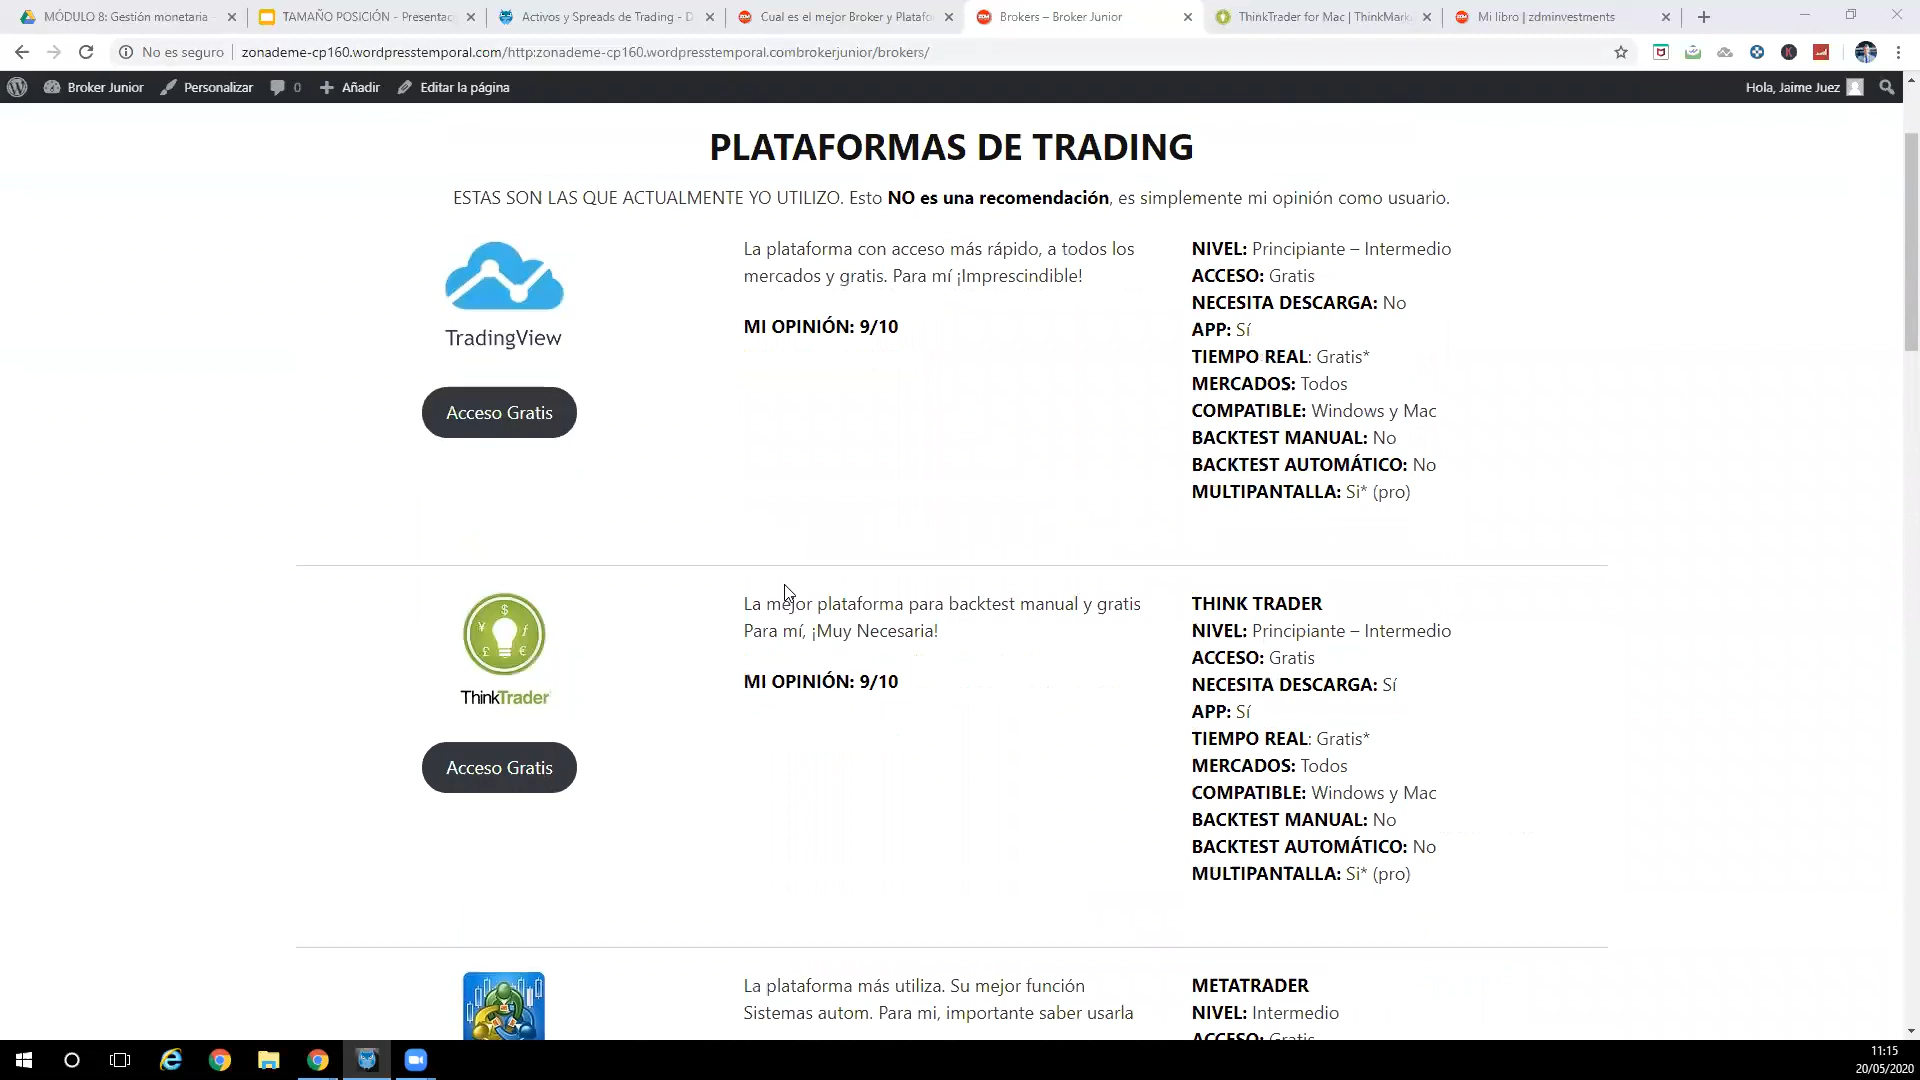 MÓDULO 8: Gestión monetaria
TAMAÑO POSICIÓN - Presentac
Activos y Spreads de Trading - D
Cual es el mejor Broker y Platafo
Brokers – Broker Junior
ThinkTrader for Mac | ThinkMark
Mi libro | zdminvestments
No es seguro
zonademe-cp160.wordpresstemporal.com/http:zonademe-cp160.wordpresstemporal.combrokerjunior/brokers/
Broker Junior
Personalizar
0
Añadir
Editar la página
Hola, Jaime Juez
PLATAFORMAS DE TRADING
ESTAS SON LAS QUE ACTUALMENTE YO UTILIZO. Esto NO es una recomendación, es simplemente mi opinión como usuario.
TradingView
Acceso Gratis
La plataforma con acceso más rápido, a todos los
mercados y gratis. Para mí ¡Imprescindible!
MI OPINIÓN: 9/10
NIVEL: Principiante – Intermedio
ACCESO: Gratis
NECESITA DESCARGA: No
APP: Sí
TIEMPO REAL: Gratis*
MERCADOS: Todos
COMPATIBLE: Windows y Mac
BACKTEST MANUAL: No
BACKTEST AUTOMÁTICO: No
MULTIPANTALLA: Si* (pro)
ThinkTrader
Acceso Gratis
La mejor plataforma para backtest manual y gratis
Para mí, ¡Muy Necesaria!
MI OPINIÓN: 9/10
THINK TRADER
NIVEL: Principiante – Intermedio
ACCESO: Gratis
NECESITA DESCARGA: Sí
APP: Sí
TIEMPO REAL: Gratis*
MERCADOS: Todos
COMPATIBLE: Windows y Mac
BACKTEST MANUAL: No
BACKTEST AUTOMÁTICO: No
MULTIPANTALLA: Si* (pro)
La plataforma más utiliza. Su mejor función
Sistemas autom. Para mi, importante saber usarla
METATRADER
NIVEL: Intermedio
ACCESO: Gratis
11:15
20/05/2020